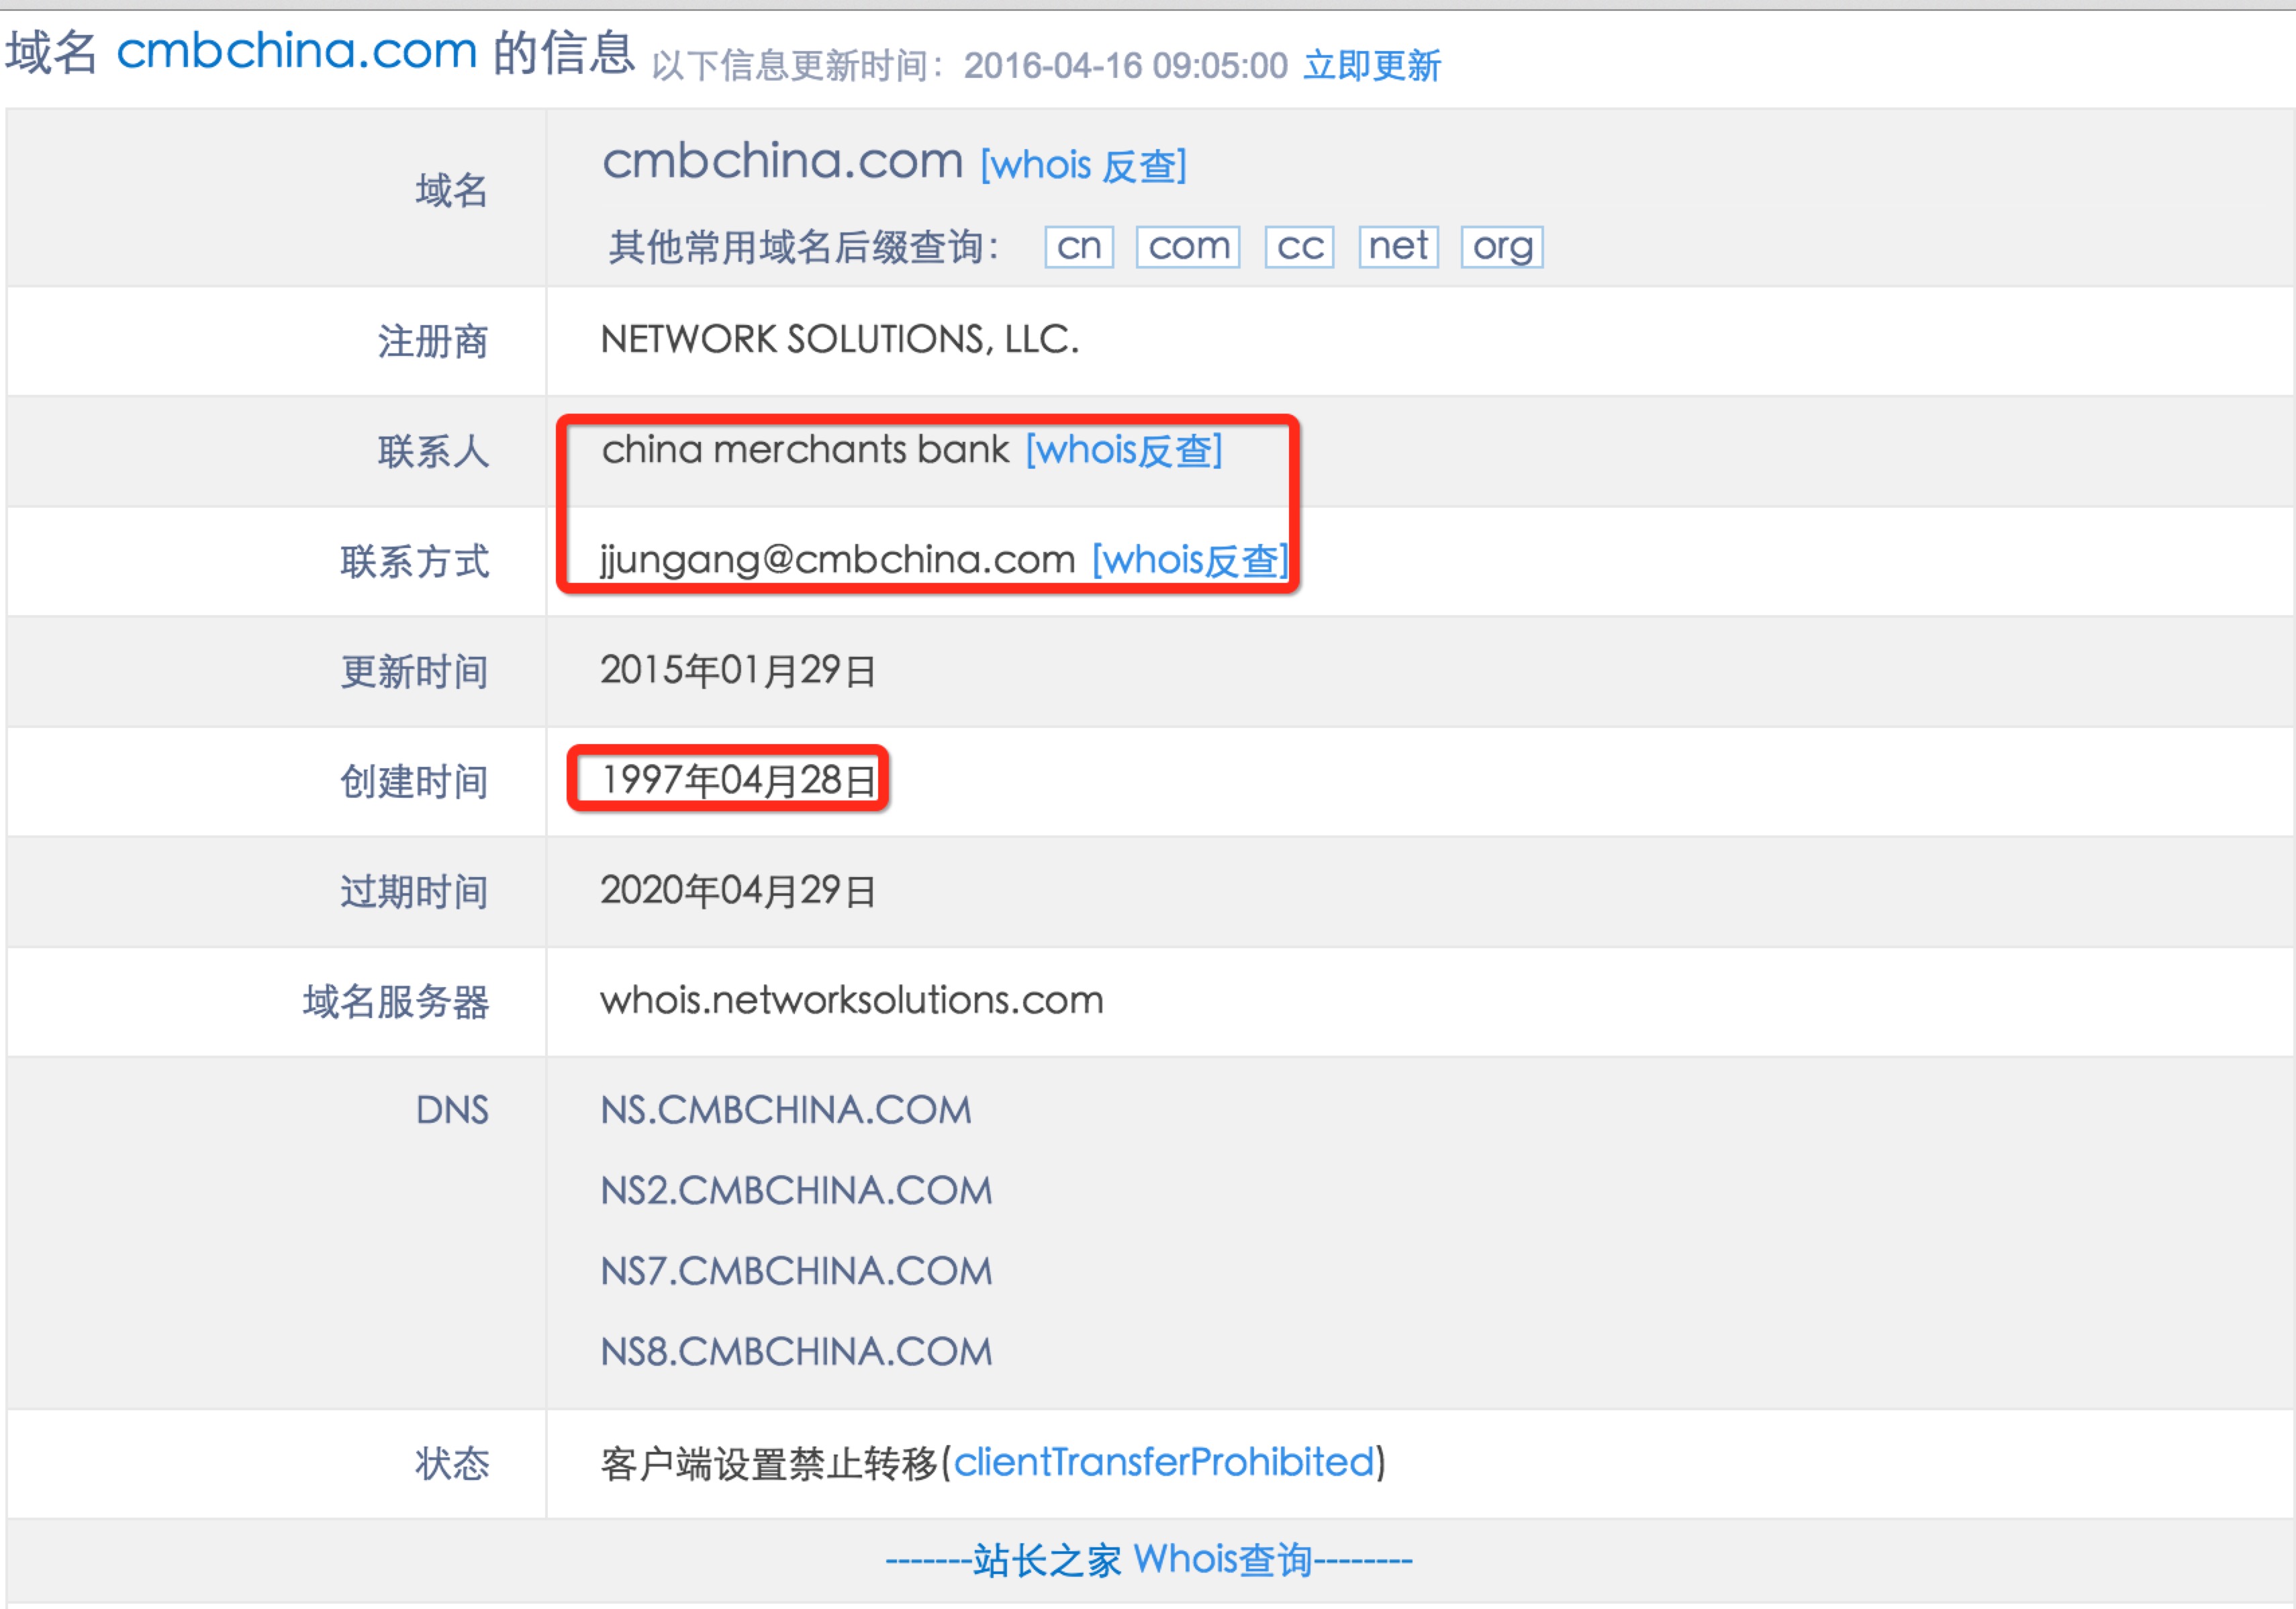 域名 cmbchina.com 的信息 以下信息更新时间：2016-04-16 09:05:00 立即更新
域名
cmbchina.com [whois 反查]
其他常用域名后缀查询： cn com cc net org
注册商 NETWORK SOLUTIONS, LLC.
联系人 china merchants bank [whois反查]
联系方式 jjungang@cmbchina.com [whois反查]
更新时间 2015年01月29日
创建时间 1997年04月28日
过期时间 2020年04月29日
域名服务器 whois.networksolutions.com
DNS NS.CMBCHINA.COM
NS2.CMBCHINA.COM
NS7.CMBCHINA.COM
NS8.CMBCHINA.COM
状态 客户端设置禁止转移(clientTransferProhibited)
-------站长之家 Whois查询--------